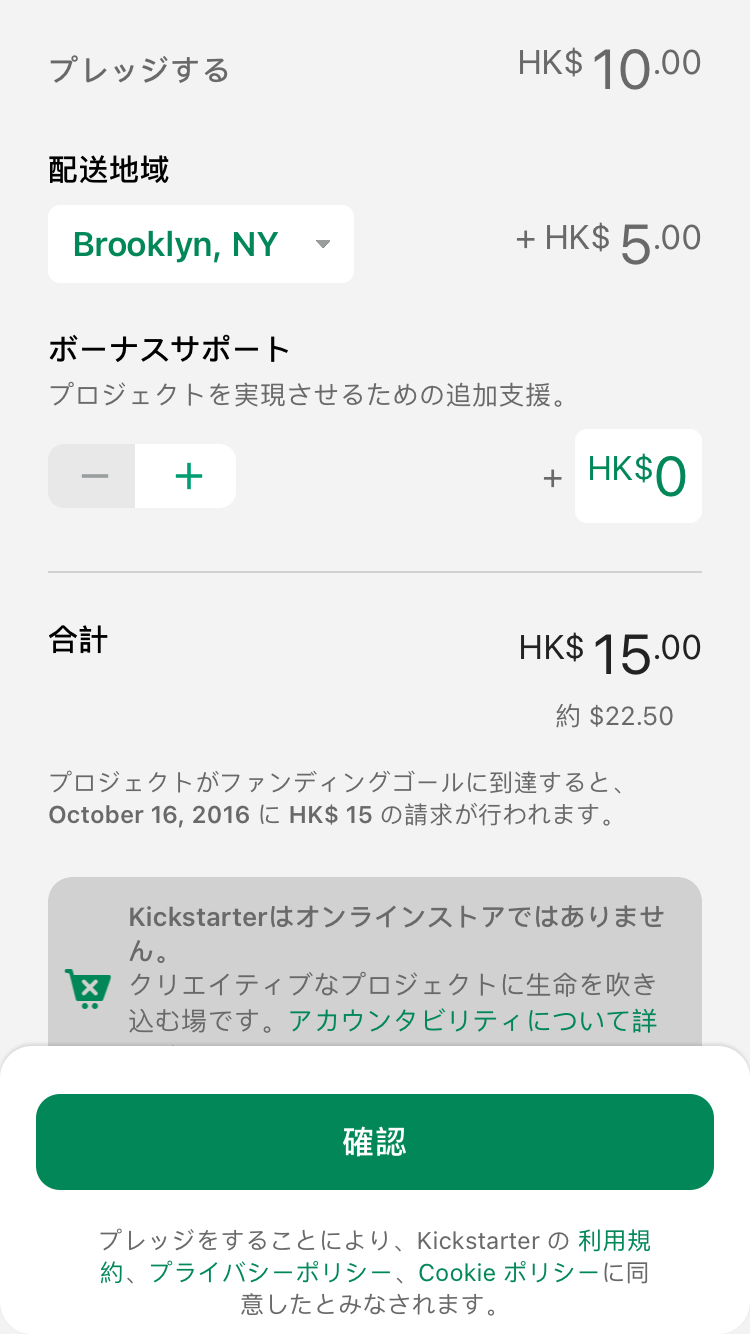 プレッジする HK$ 10.00
配送地域
Brooklyn, NY + HK$ 5.00
ボーナスサポート
プロジェクトを実現させるための追加支援。
− + + HK$0
合計 HK$ 15.00
約 $22.50
プロジェクトがファンディングゴールに到達すると、
October 16, 2016 に HK$ 15 の請求が行われます。
Kickstarterはオンラインストアではありませ
ん。
クリエイティブなプロジェクトに生命を吹き
込む場です。アカウンタビリティについて詳
確認
プレッジをすることにより、Kickstarter の 利用規
約、プライバシーポリシー、Cookie ポリシーに同
意したとみなされます。